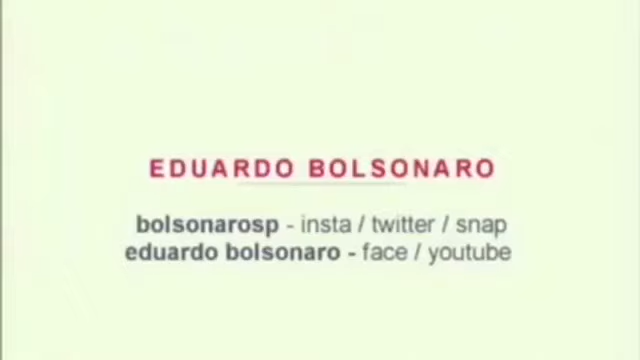 EDUARDO BOLSONARO
bolsonarosp - insta / twitter / snap
eduardo bolsonaro - face / youtube